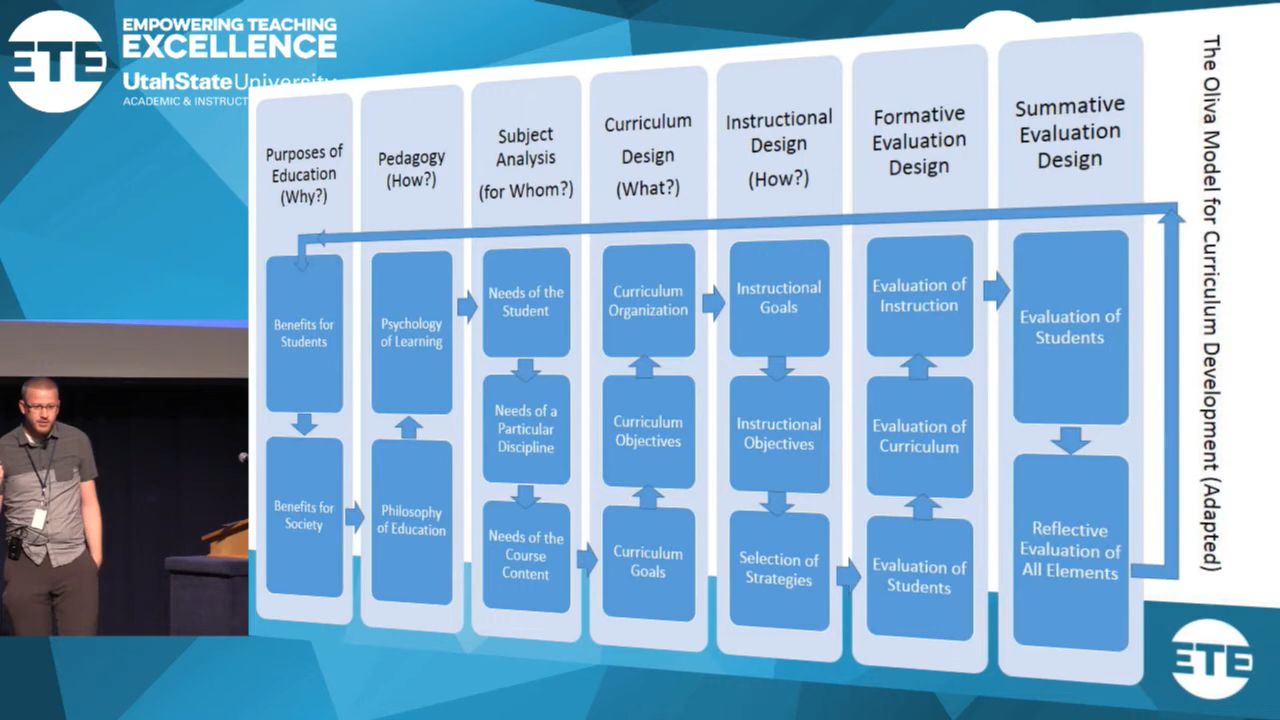 EMPOWERING TEACHING
EXCELLENCE
ETE
UtahState University
ACADEMIC & INSTRUCT
Purposes of
Education
(Why?)
Benefits for
Students
Benefits for
Society
Pedagogy
(How?)
Psychology
of Learning
Philosophy
of Education
Subject
Analysis
(for Whom?)
Needs of the
Student
Needs of a
Particular
Discipline
Needs of the
Course
Content
Curriculum
Design
(What?)
Curriculum
Organization
Curriculum
Objectives
Curriculum
Goals
Instructional
Design
(How?)
Instructional
Goals
Instructional
Objectives
Selection of
Strategies
Formative
Evaluation
Design
Evaluation of
Instruction
Evaluation of
Curriculum
Evaluation of
Students
Summative
Evaluation
Design
Evaluation of
Students
Reflective
Evaluation of
All Elements
The Oliva Model for Curriculum Development (Adapted)
ETE